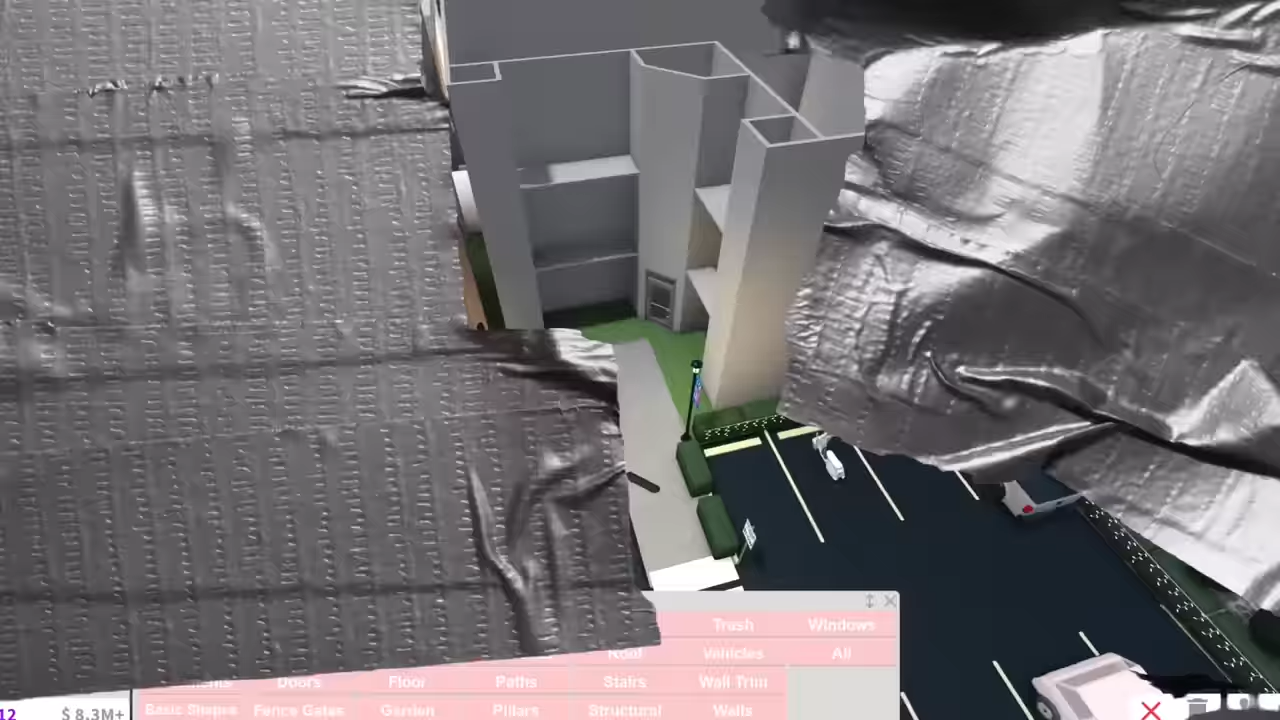 Trash Windows
Roof Vehicles All
Doors Floor Paths Stairs Wall Trim
12 $ 8.3M+ Basic Shapes Fence Gates Garden Pillars Structural Walls